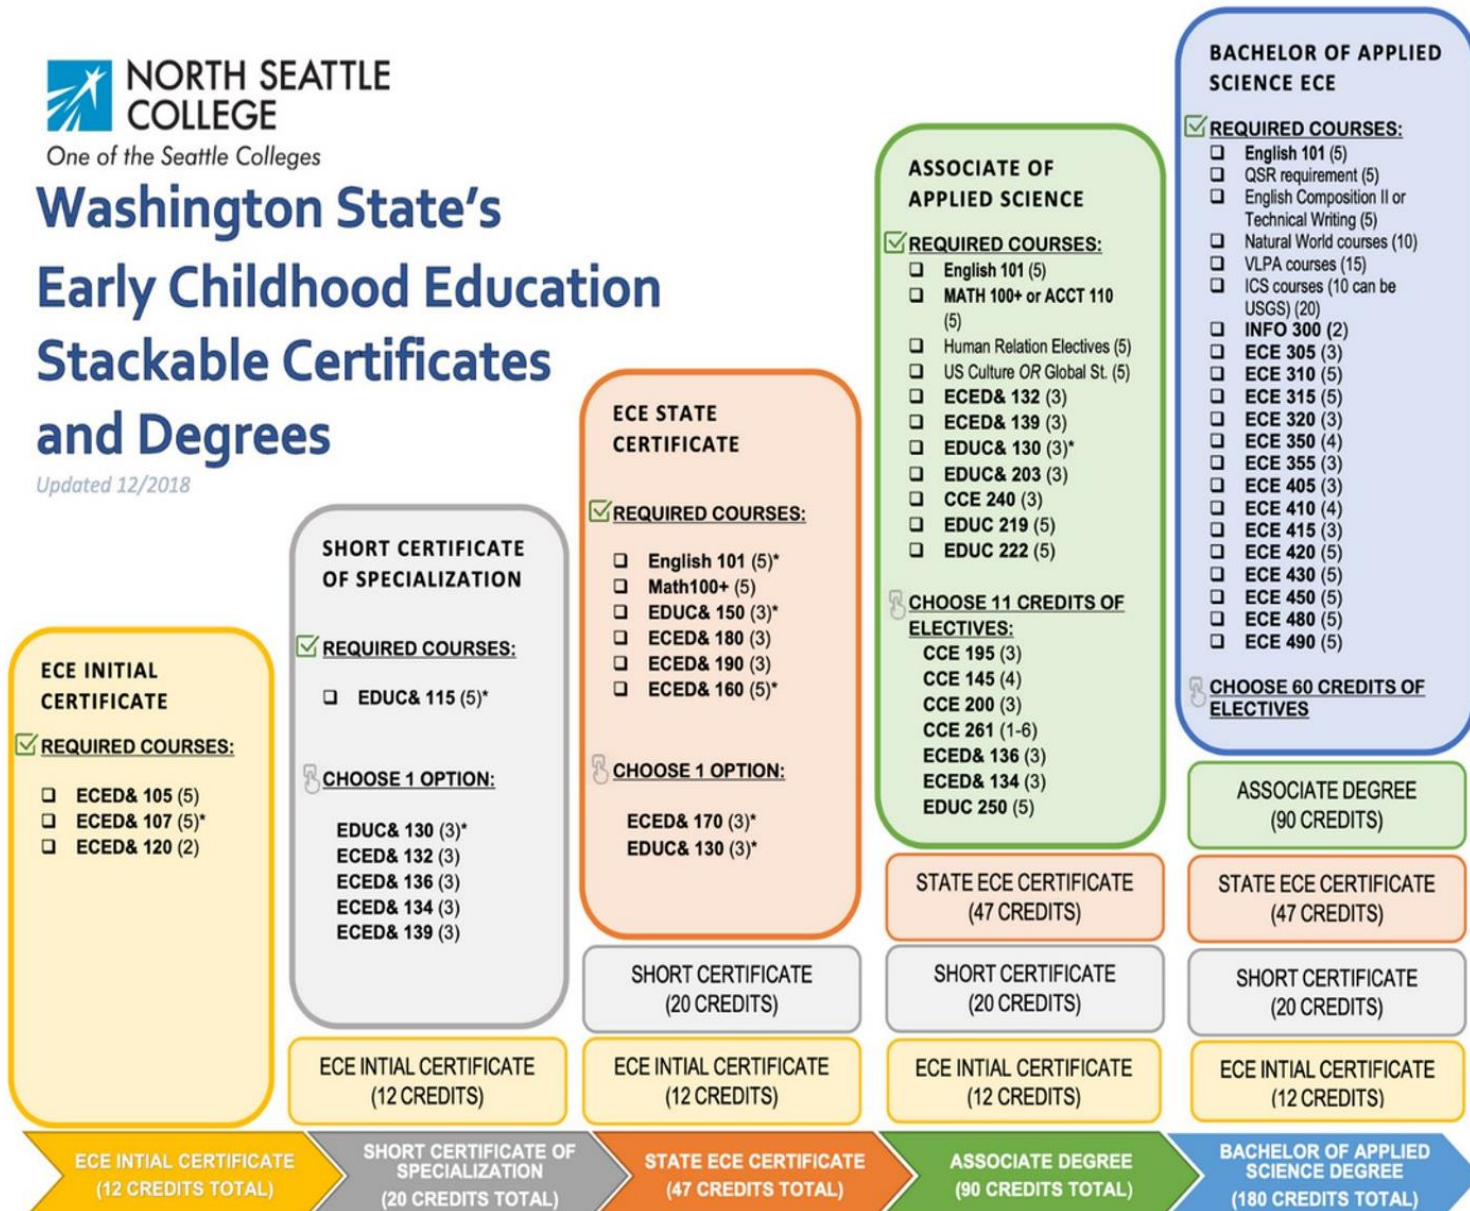 NORTH SEATTLE
COLLEGE
One of the Seattle Colleges
Washington State's
Early Childhood Education
Stackable Certificates
and Degrees
Updated 12/2018
ECE INITIAL
CERTIFICATE
REQUIRED COURSES:
ECED& 105 (5)
ECED& 107 (5)*
ECED& 120 (2)
SHORT CERTIFICATE
OF SPECIALIZATION
REQUIRED COURSES:
EDUC& 115 (5)*
CHOOSE 1 OPTION:
EDUC& 130 (3)*
ECED& 132 (3)
ECED& 136 (3)
ECED& 134 (3)
ECED& 139 (3)
ECE INTIAL CERTIFICATE
(12 CREDITS)
ECE STATE
CERTIFICATE
REQUIRED COURSES:
English 101 (5)*
Math100+ (5)
EDUC& 150 (3)*
ECED& 180 (3)
ECED& 190 (3)
ECED& 160 (5)*
CHOOSE 1 OPTION:
ECED& 170 (3)*
EDUC& 130 (3)*
SHORT CERTIFICATE
(20 CREDITS)
ECE INTIAL CERTIFICATE
(12 CREDITS)
ASSOCIATE OF
APPLIED SCIENCE
REQUIRED COURSES:
English 101 (5)
MATH 100+ or ACCT 110
(5)
Human Relation Electives (5)
US Culture OR Global St. (5)
ECED& 132 (3)
ECED& 139 (3)
EDUC& 130 (3)*
EDUC& 203 (3)
CCE 240 (3)
EDUC 219 (5)
EDUC 222 (5)
CHOOSE 11 CREDITS OF
ELECTIVES:
CCE 195 (3)
CCE 145 (4)
CCE 200 (3)
CCE 261 (1-6)
ECED& 136 (3)
ECED& 134 (3)
EDUC 250 (5)
STATE ECE CERTIFICATE
(47 CREDITS)
SHORT CERTIFICATE
(20 CREDITS)
ECE INTIAL CERTIFICATE
(12 CREDITS)
BACHELOR OF APPLIED
SCIENCE ECE
REQUIRED COURSES:
English 101 (5)
QSR requirement (5)
English Composition II or
Technical Writing (5)
Natural World courses (10)
VLPA courses (15)
ICS courses (10 can be
USGS) (20)
INFO 300 (2)
ECE 305 (3)
ECE 310 (5)
ECE 315 (5)
ECE 320 (3)
ECE 350 (4)
ECE 355 (3)
ECE 405 (3)
ECE 410 (4)
ECE 415 (3)
ECE 420 (5)
ECE 430 (5)
ECE 450 (5)
ECE 480 (5)
ECE 490 (5)
CHOOSE 60 CREDITS OF
ELECTIVES
ASSOCIATE DEGREE
(90 CREDITS)
STATE ECE CERTIFICATE
(47 CREDITS)
SHORT CERTIFICATE
(20 CREDITS)
ECE INTIAL CERTIFICATE
(12 CREDITS)
ECE INTIAL CERTIFICATE
(12 CREDITS TOTAL)
SHORT CERTIFICATE OF
SPECIALIZATION
(20 CREDITS TOTAL)
STATE ECE CERTIFICATE
(47 CREDITS TOTAL)
ASSOCIATE DEGREE
(90 CREDITS TOTAL)
BACHELOR OF APPLIED
SCIENCE DEGREE
(180 CREDITS TOTAL)